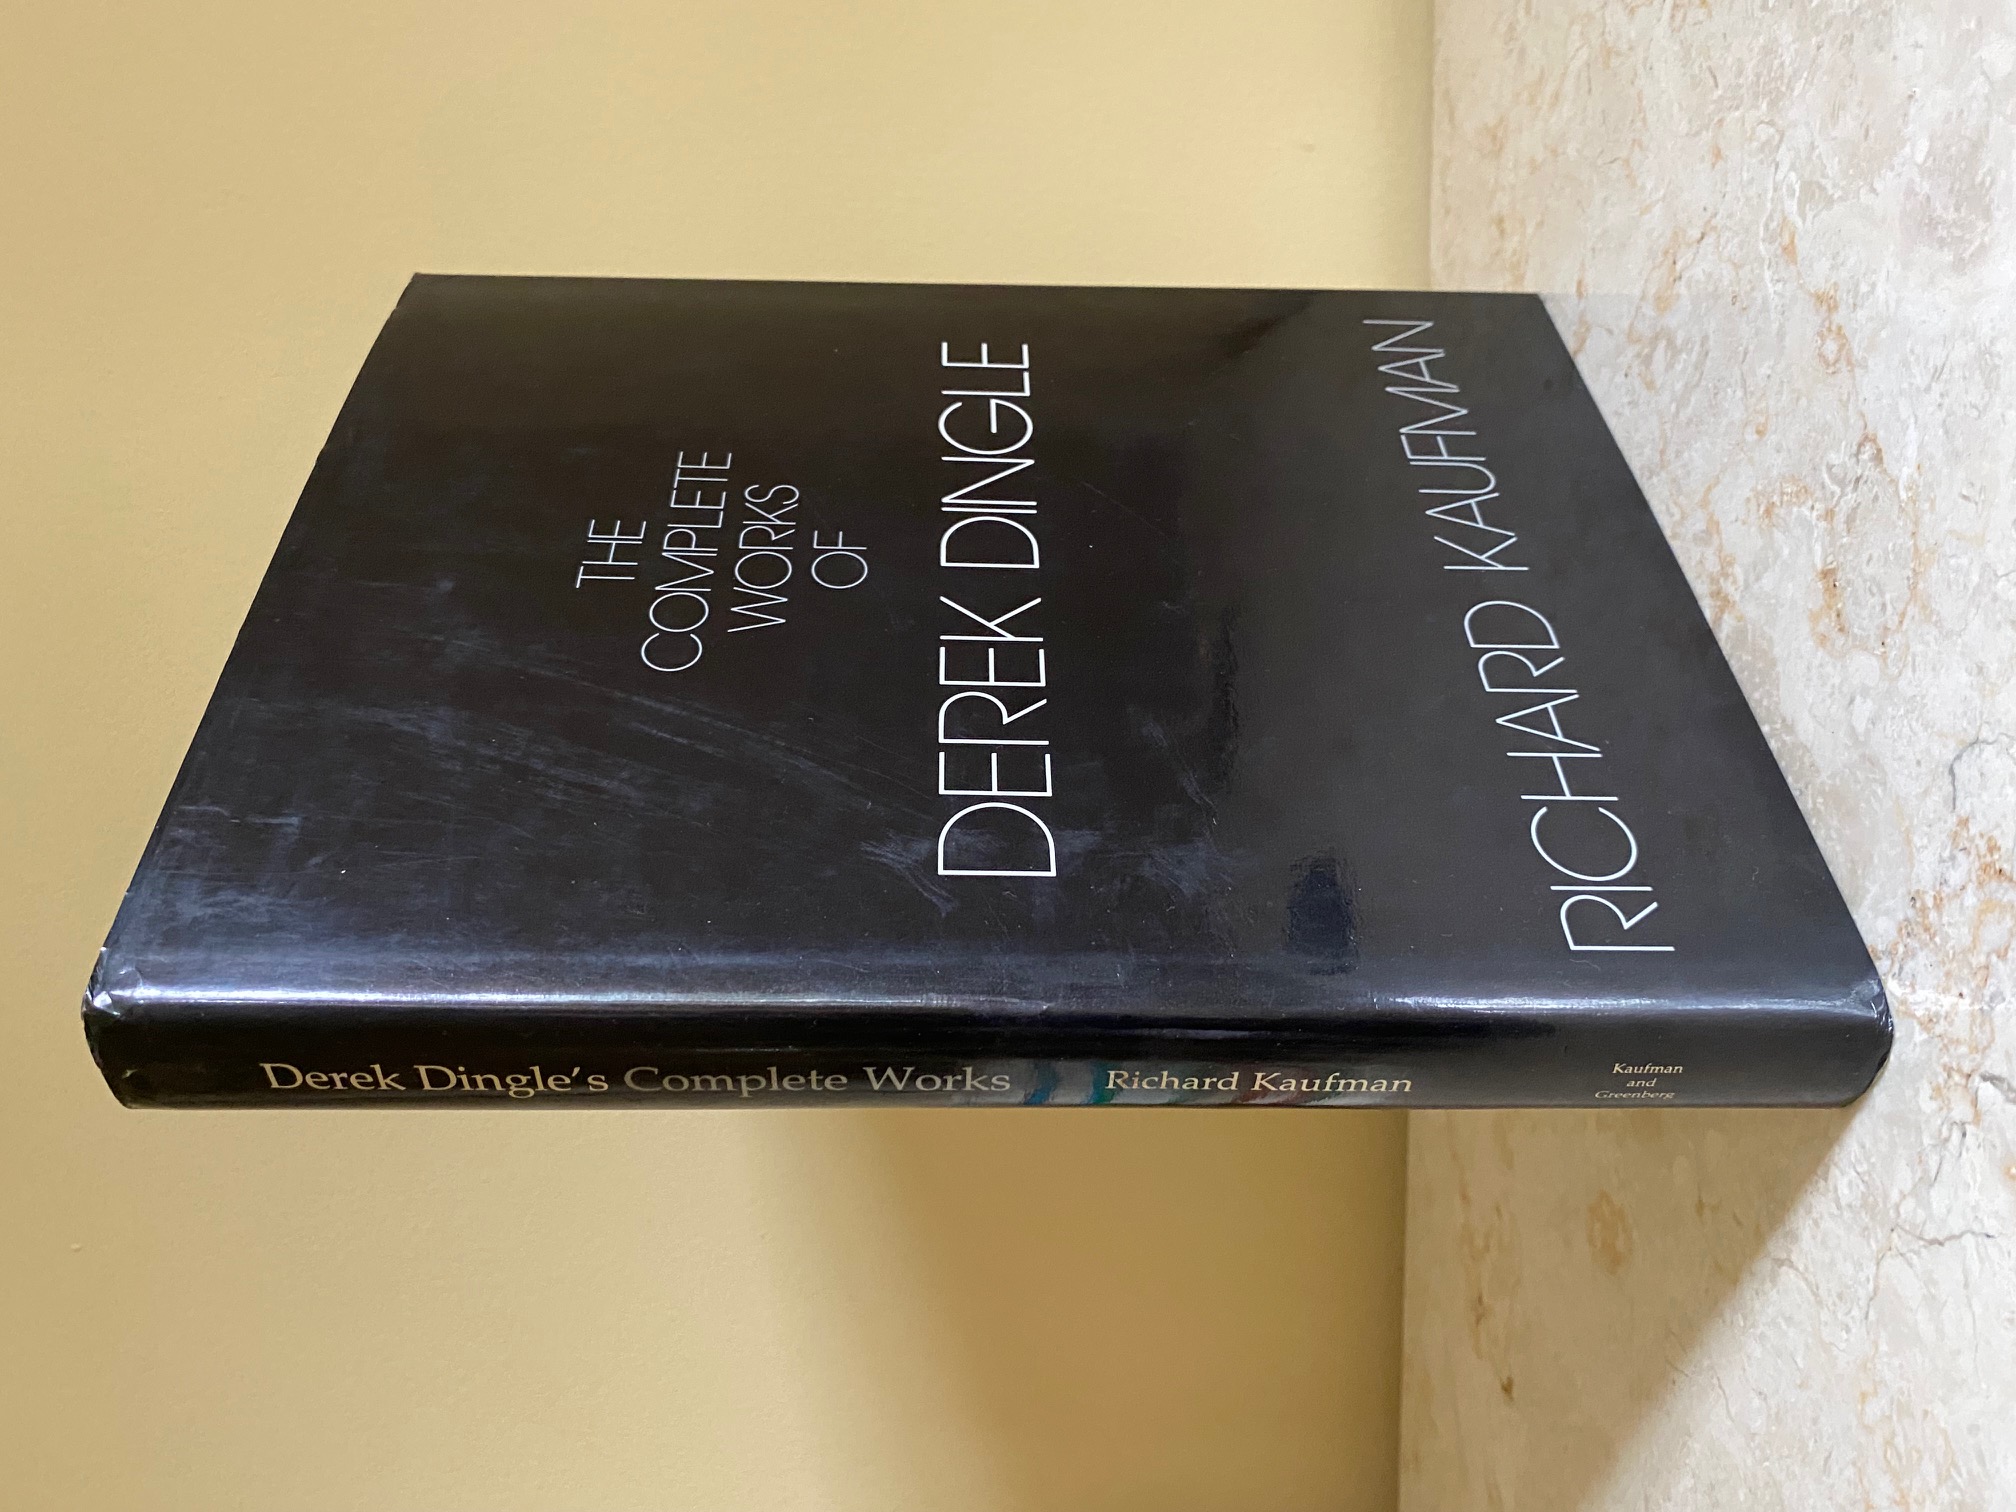 THE
COMPLETE
WORKS
OF
DEREK DINGLE
RICHARD KAUFMAN
Derek Dingle's Complete Works
Richard Kaufman
Kaufman
and
Greenberg